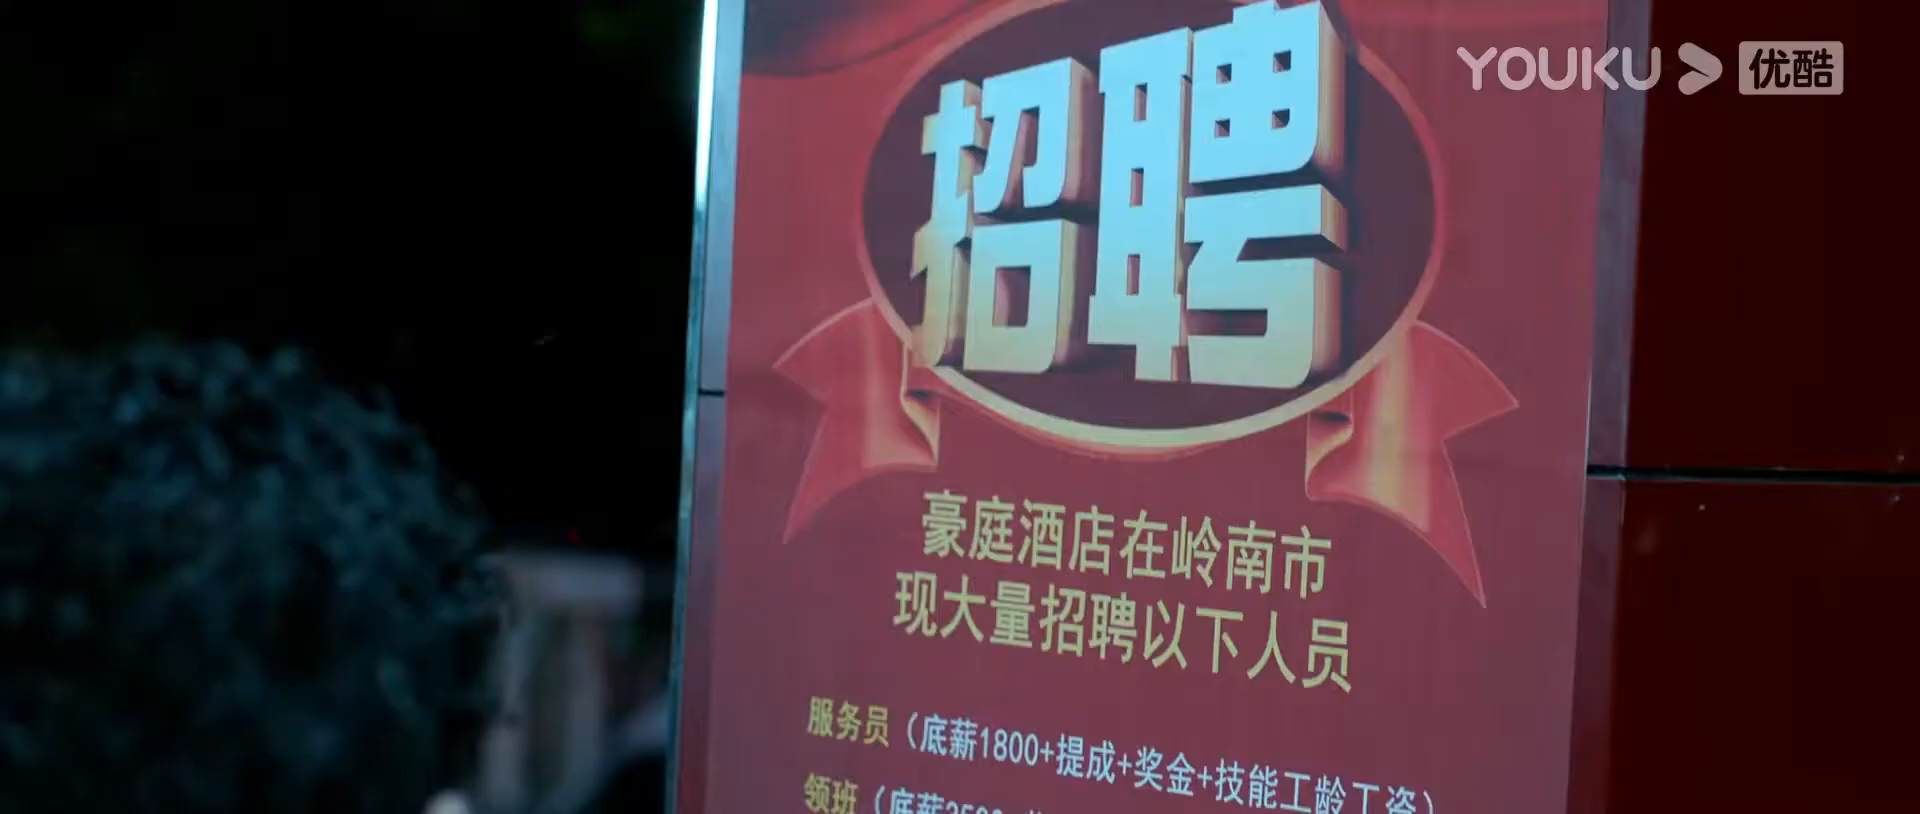 YOUKU 优酷
招聘
豪庭酒店在岭南市
现大量招聘以下人员
服务员（底薪1800+提成+奖金+技能工龄工资）
领班（底薪